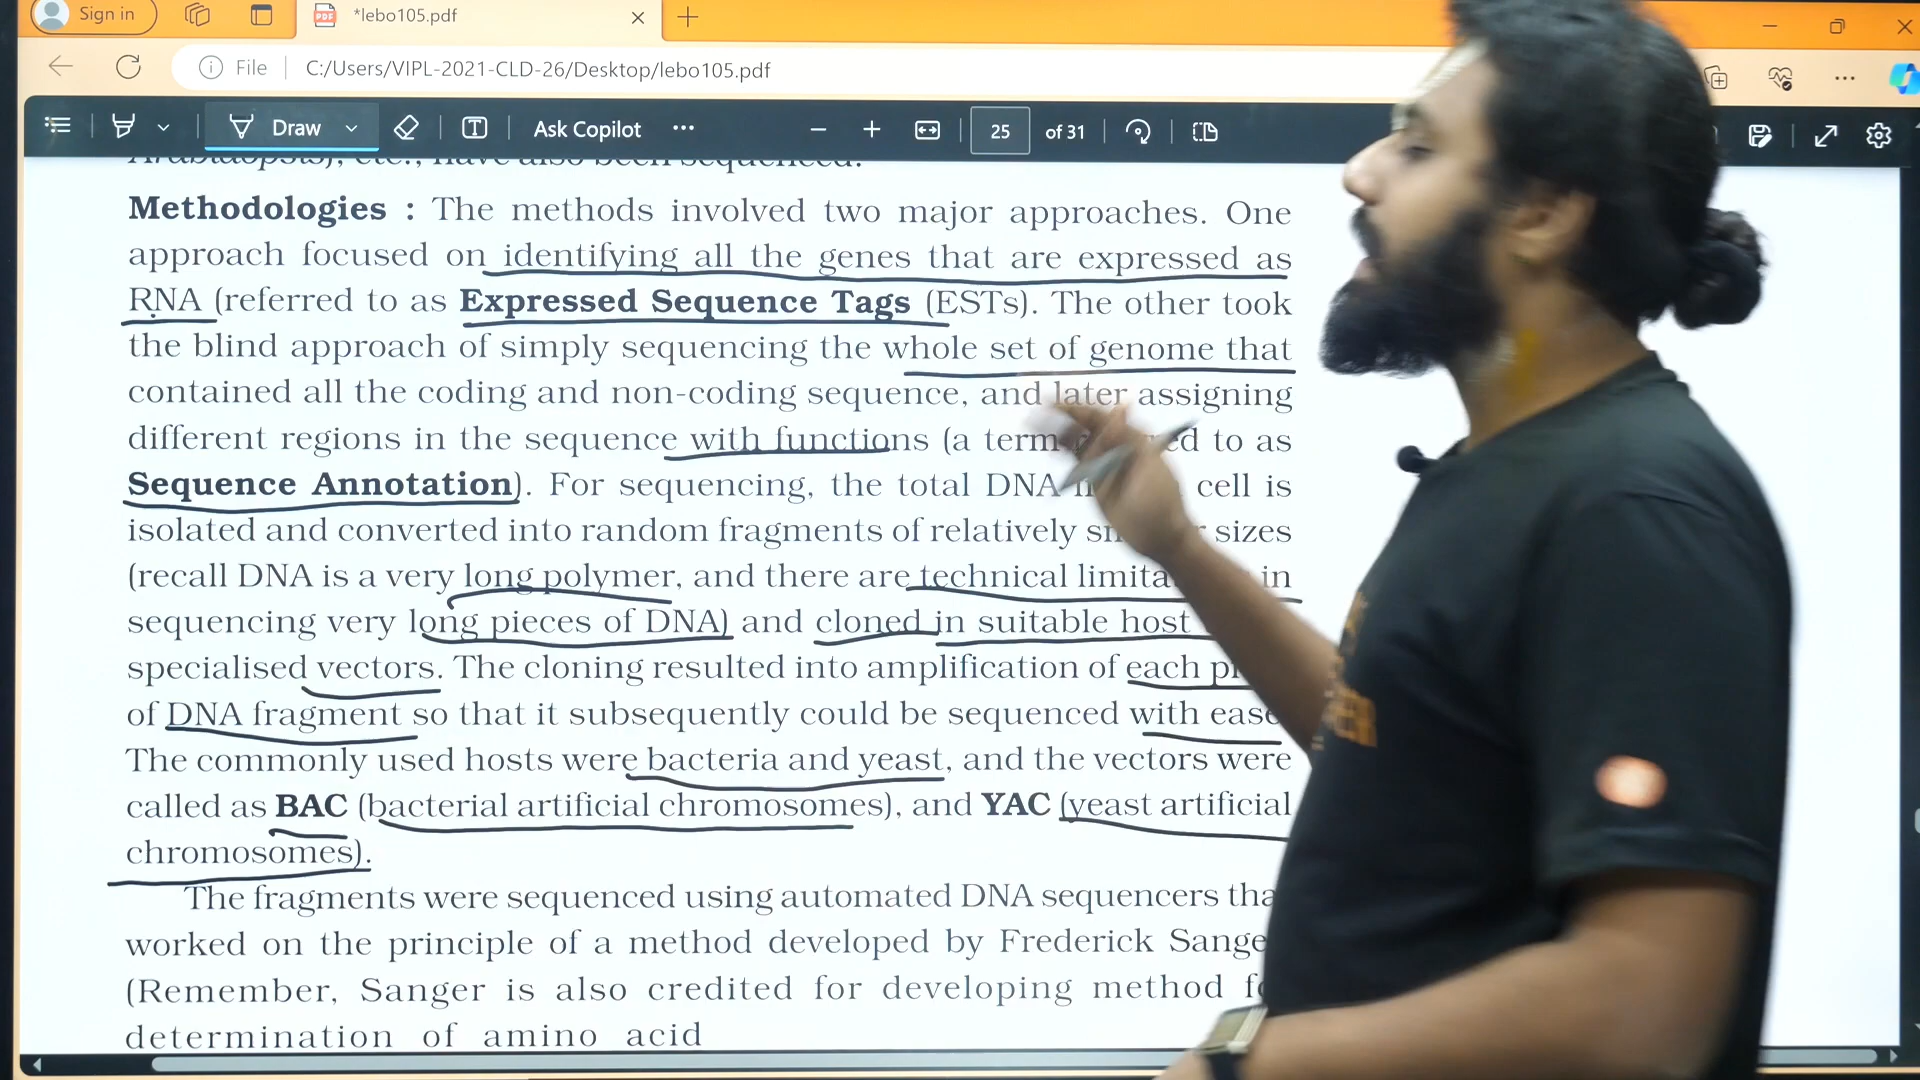 Sign in
*lebo105.pdf
File
C:/Users/VIPL-2021-CLD-26/Desktop/lebo105.pdf
Draw
Ask Copilot
25 of 31
Arabidopsis), etc., have also been sequenced.
Methodologies : The methods involved two major approaches. One
approach focused on identifying all the genes that are expressed as
RNA (referred to as Expressed Sequence Tags (ESTs). The other took
the blind approach of simply sequencing the whole set of genome that
contained all the coding and non-coding sequence, and later assigning
different regions in the sequence with functions (a term to as
Sequence Annotation). For sequencing, the total DNA cell is
isolated and converted into random fragments of relatively sizes
(recall DNA is a very long polymer, and there are technical in
sequencing very long pieces of DNA) and cloned in suitable host
specialised vectors. The cloning resulted into amplification of each
of DNA fragment so that it subsequently could be sequenced with ease
The commonly used hosts were bacteria and yeast, and the vectors were
called as BAC (bacterial artificial chromosomes), and YAC (yeast artificial
chromosomes).
The fragments were sequenced using automated DNA sequencers
worked on the principle of a method developed by Frederick
(Remember, Sanger is also credited for developing method
determination of amino acid